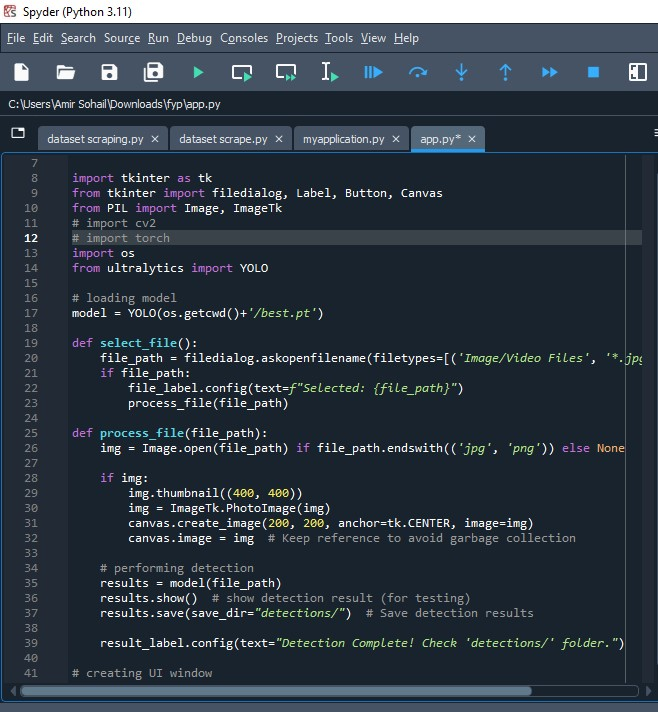 Spyder (Python 3.11)
File Edit Search Source Run Debug Consoles Projects Tools View Help
C:\Users\Amir Sohail\Downloads\fyp\app.py
dataset scraping.py dataset scrape.py myapplication.py app.py*
7
8 import tkinter as tk
9 from tkinter import filedialog, Label, Button, Canvas
10 from PIL import Image, ImageTk
11 # import cv2
12 # import torch
13 import os
14 from ultralytics import YOLO
15
16 # loading model
17 model = YOLO(os.getcwd()+'/best.pt')
18
19 def select_file():
20 file_path = filedialog.askopenfilename(filetypes=[('Image/Video Files', '*.jpg
21 if file_path:
22 file_label.config(text=f"Selected: {file_path}")
23 process_file(file_path)
24
25 def process_file(file_path):
26 img = Image.open(file_path) if file_path.endswith(('jpg', 'png')) else None
27
28 if img:
29 img.thumbnail((400, 400))
30 img = ImageTk.PhotoImage(img)
31 canvas.create_image(200, 200, anchor=tk.CENTER, image=img)
32 canvas.image = img # Keep reference to avoid garbage collection
33
34 # performing detection
35 results = model(file_path)
36 results.show() # show detection result (for testing)
37 results.save(save_dir="detections/") # Save detection results
38
39 result_label.config(text="Detection Complete! Check 'detections/' folder.")
40
41 # creating UI window